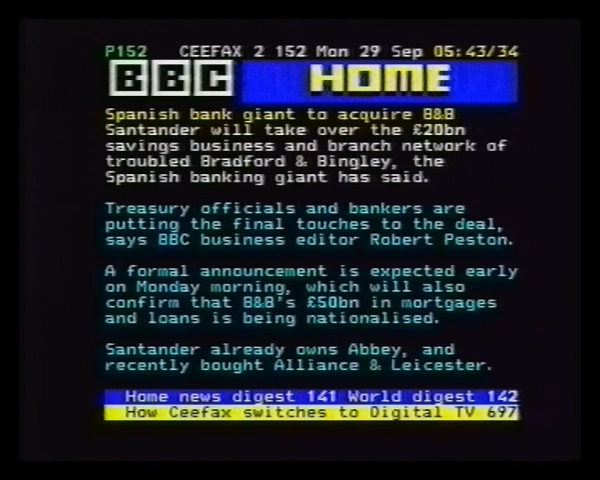 P152 CEEFAX 2 152 Mon 29 Sep 05:43/34
BBC HOME
Spanish bank giant to acquire B&B
Santander will take over the £20bn
savings business and branch network of
troubled Bradford & Bingley, the
Spanish banking giant has said.
Treasury officials and bankers are
putting the final touches to the deal,
says BBC business editor Robert Peston.
A formal announcement is expected early
on Monday morning, which will also
confirm that B&B's £50bn in mortgages
and loans is being nationalised.
Santander already owns Abbey, and
recently bought Alliance & Leicester.
Home news digest 141 World digest 142
How Ceefax switches to Digital TV 697